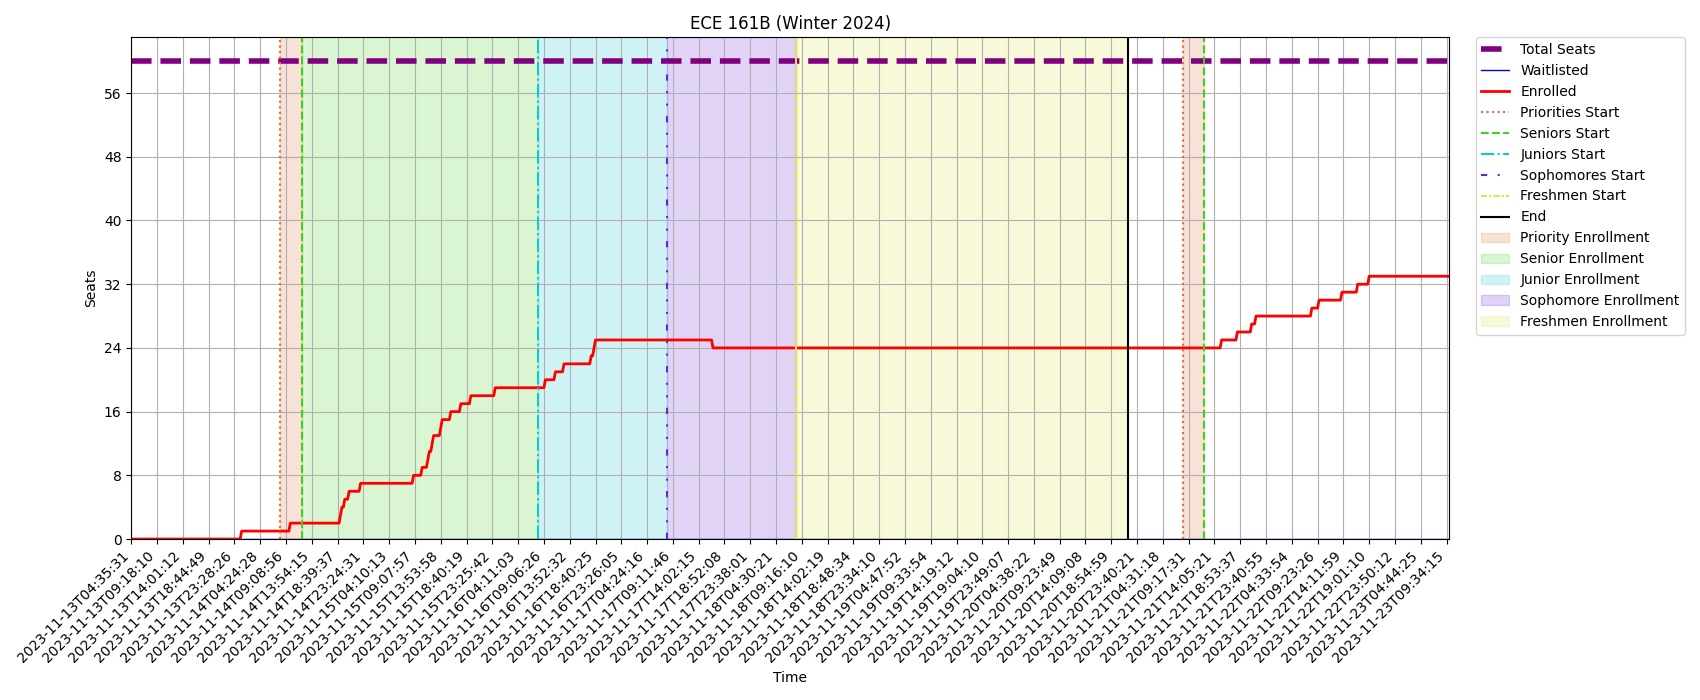 ECE 161B (Winter 2024)
Total Seats
Waitlisted
Enrolled
Priorities Start
Seniors Start
Juniors Start
Sophomores Start
Freshmen Start
End
Priority Enrollment
Senior Enrollment
Junior Enrollment
Sophomore Enrollment
Freshmen Enrollment
Seats
56
48
40
32
24
16
8
0
2023-11-13T04:35:31
2023-11-13T09:18:10
2023-11-13T14:01:12
2023-11-13T18:44:49
2023-11-13T23:28:26
2023-11-14T04:24:28
2023-11-14T09:08:56
2023-11-14T13:54:15
2023-11-14T18:39:37
2023-11-14T23:24:31
2023-11-15T04:10:13
2023-11-15T09:07:57
2023-11-15T13:53:58
2023-11-15T18:40:19
2023-11-15T23:25:42
2023-11-16T04:11:03
2023-11-16T09:06:26
2023-11-16T13:52:32
2023-11-16T18:40:25
2023-11-16T23:26:05
2023-11-17T04:24:16
2023-11-17T09:11:46
2023-11-17T14:02:15
2023-11-17T18:52:08
2023-11-17T23:38:01
2023-11-18T04:30:21
2023-11-18T09:16:10
2023-11-18T14:02:19
2023-11-18T18:48:34
2023-11-18T23:34:10
2023-11-19T04:47:52
2023-11-19T09:33:54
2023-11-19T14:19:12
2023-11-19T19:04:10
2023-11-19T23:49:07
2023-11-20T04:38:22
2023-11-20T09:23:49
2023-11-20T14:09:08
2023-11-20T18:54:59
2023-11-20T23:40:21
2023-11-21T04:31:18
2023-11-21T09:17:31
2023-11-21T14:05:21
2023-11-21T18:53:37
2023-11-21T23:40:55
2023-11-22T04:33:54
2023-11-22T09:23:26
2023-11-22T14:11:59
2023-11-22T19:01:10
2023-11-22T23:50:12
2023-11-23T04:44:25
2023-11-23T09:34:15
Time